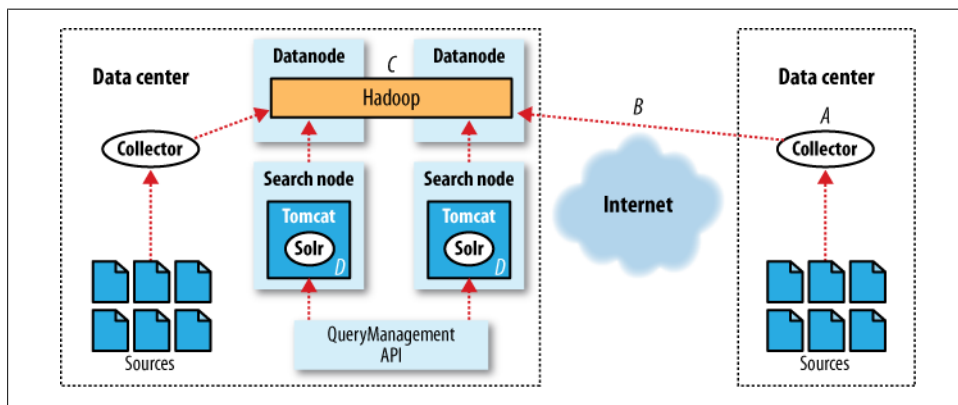 Datanode
C
Datanode
Data center
Hadoop
Data center
B
A
Collector
Collector
Search node
Search node
Tomcat
Tomcat
Internet
Solr
Solr
D
D
QueryManagement
API
Sources
Sources